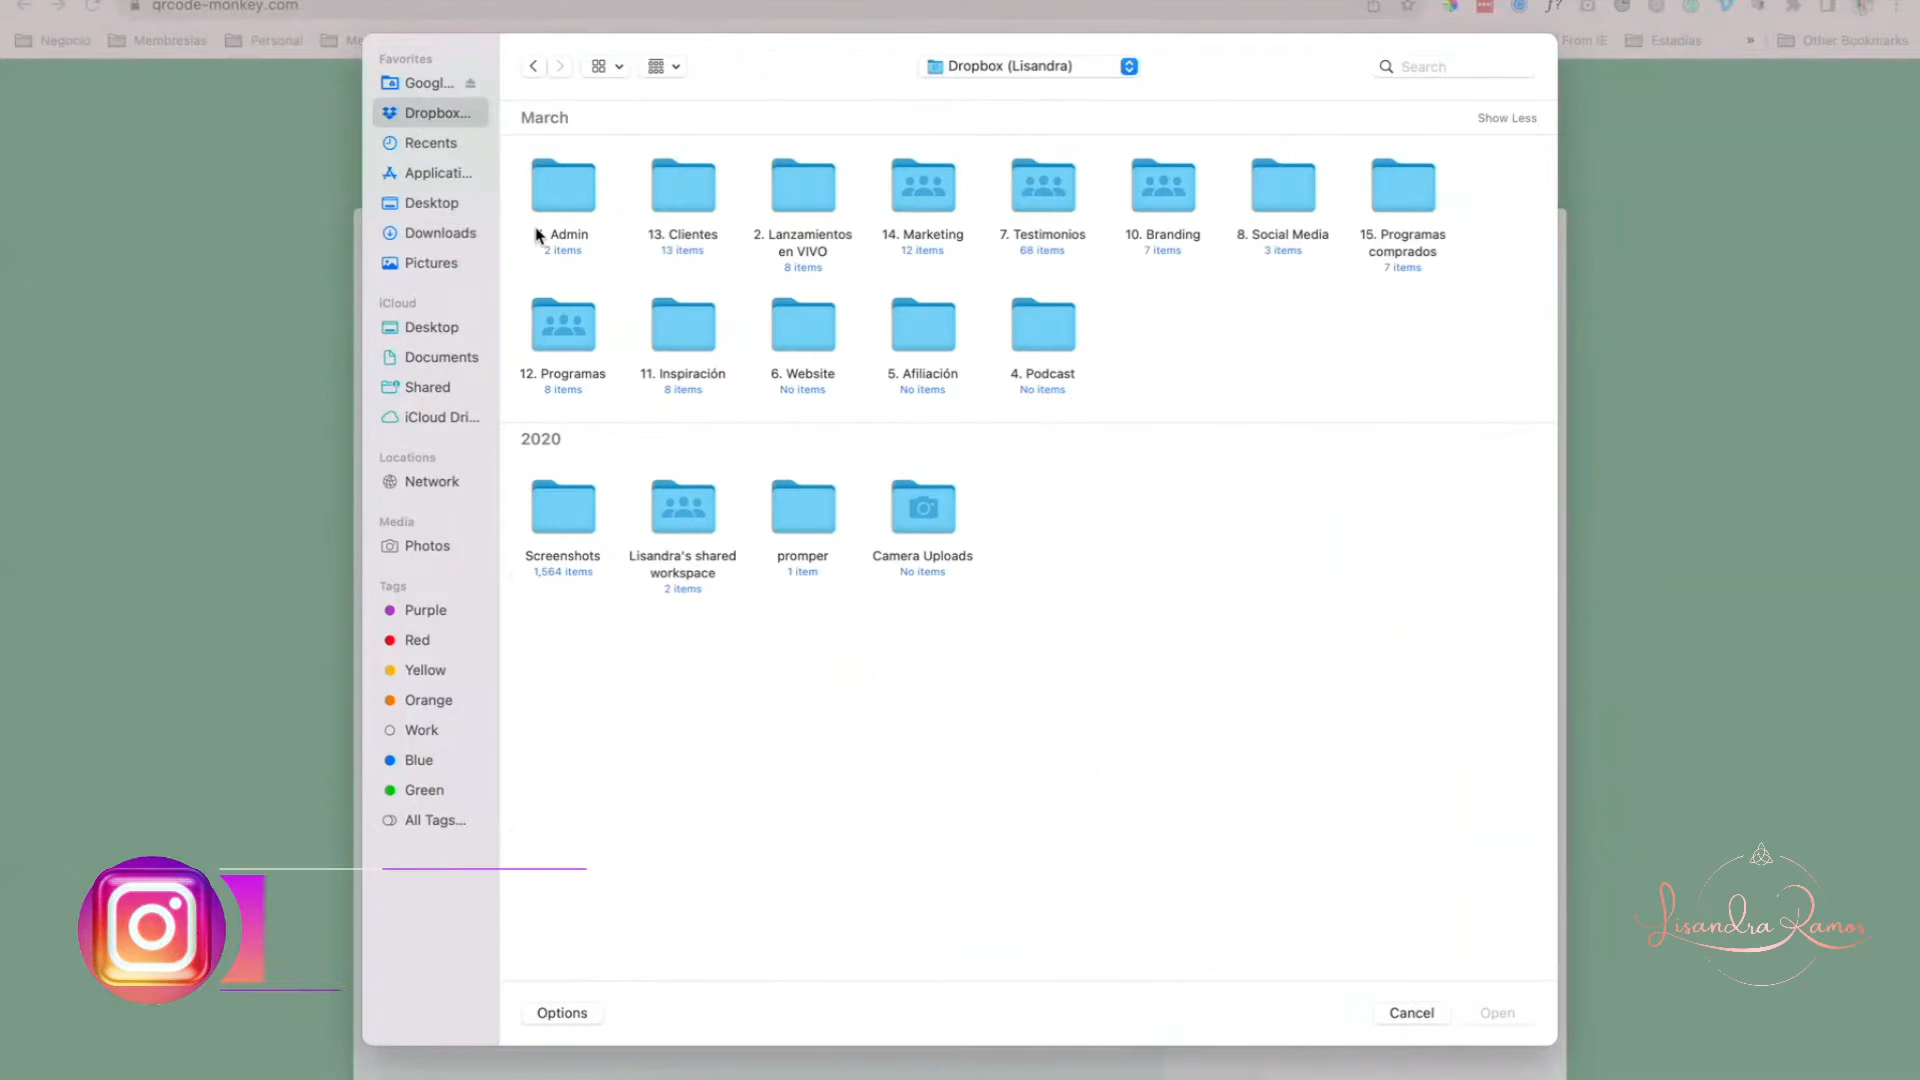 qrcode-monkey.com
Negocio
Membresías
Personal
From IE
Estadías
»
Other Bookmarks
Favorites
Googl...
Dropbox...
Recents
Applicati...
Desktop
Downloads
Pictures
iCloud
Desktop
Documents
Shared
iCloud Dri...
Locations
Network
Media
Photos
Tags
Purple
Red
Yellow
Orange
Work
Blue
Green
All Tags...
Dropbox (Lisandra)
Search
March
Show Less
Admin
2 items
13. Clientes
13 items
2. Lanzamientos
en VIVO
8 items
14. Marketing
12 items
7. Testimonios
68 items
10. Branding
7 items
8. Social Media
3 items
15. Programas
comprados
7 items
12. Programas
8 items
11. Inspiración
8 items
6. Website
No items
5. Afiliación
No items
4. Podcast
No items
2020
Screenshots
1,564 items
Lisandra's shared
workspace
2 items
promper
1 item
Camera Uploads
No items
Options
Cancel
Open
Lisandra Ramos